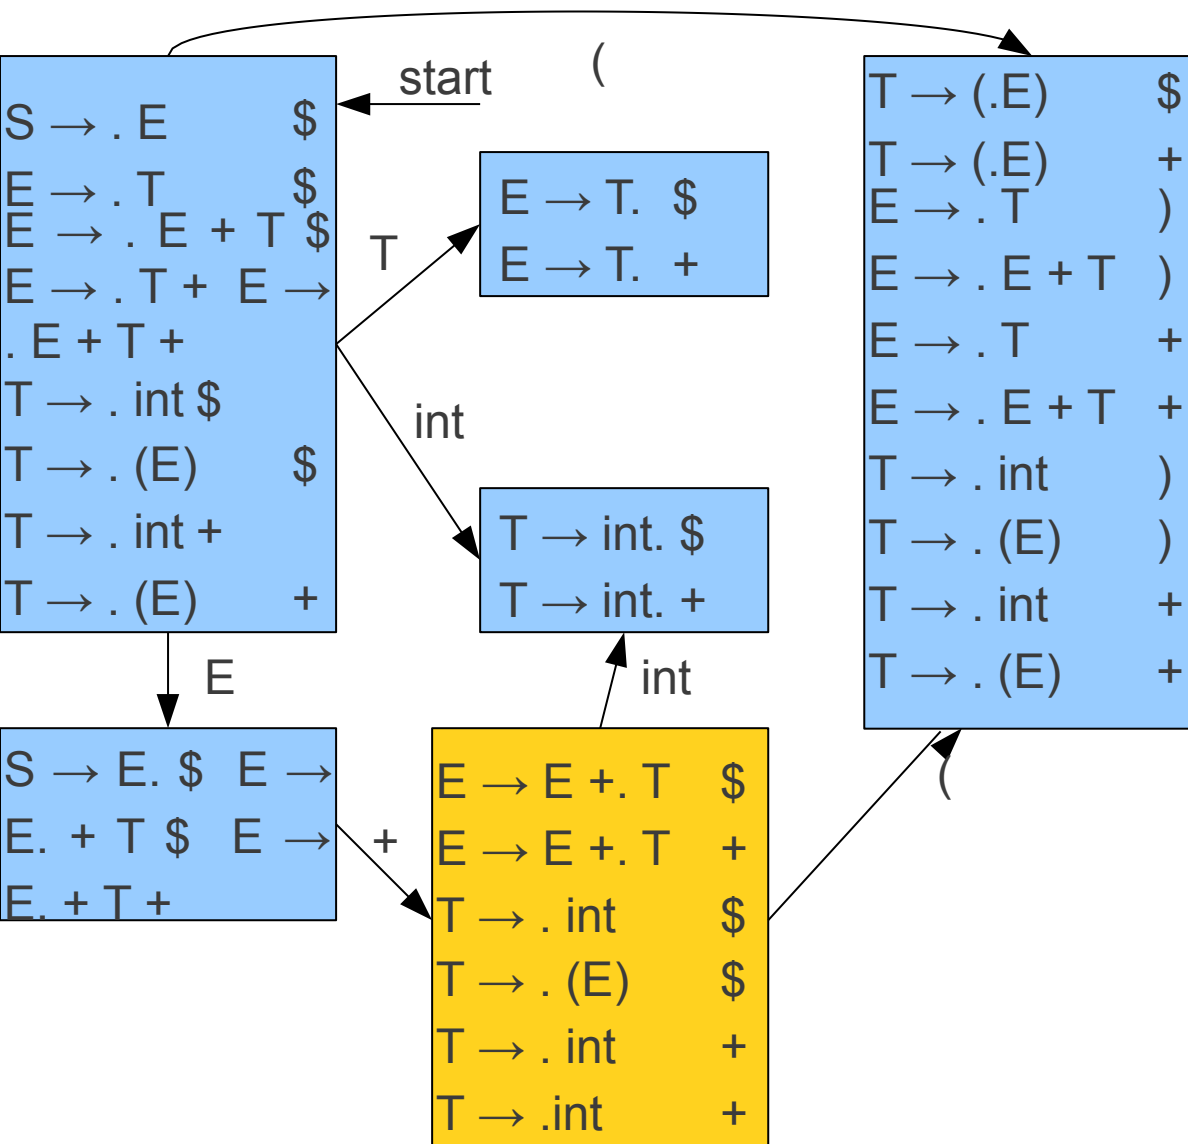 start
(
S → . E $
E → . T $
E → . E + T $
E → . T + E →
. E + T +
T → . int $
T → . (E) $
T → . int +
T → . (E) +
T
E → T. $
E → T. +
int
T → int. $
T → int. +
T → (.E) $
T → (.E) +
E → . T )
E → . E + T )
E → . T +
E → . E + T +
T → . int )
T → . (E) )
T → . int +
T → . (E) +
E
int
S → E. $ E →
E. + T $ E →
E. + T +
+
E → E +. T $
E → E +. T +
T → . int $
T → . (E) $
T → . int +
T → .int +
(